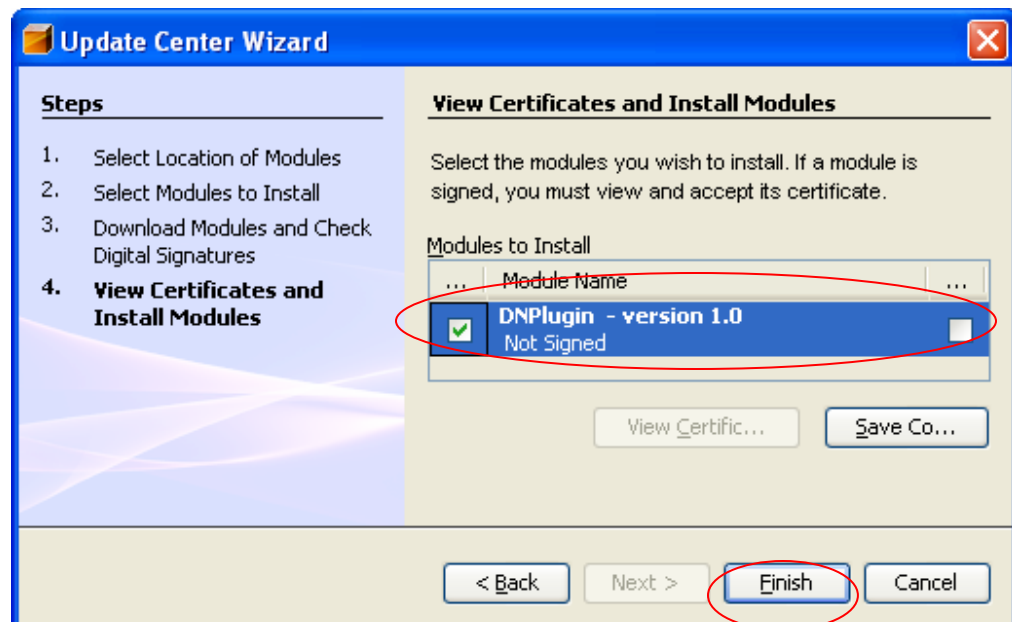 Update Center Wizard
Steps
1. Select Location of Modules
2. Select Modules to Install
3. Download Modules and Check
Digital Signatures
4. View Certificates and
Install Modules
View Certificates and Install Modules
Select the modules you wish to install. If a module is
signed, you must view and accept its certificate.
Modules to Install
... Module Name ...
DNPlugin - version 1.0
Not Signed
View Certific... Save Co...
< Back Next > Finish Cancel